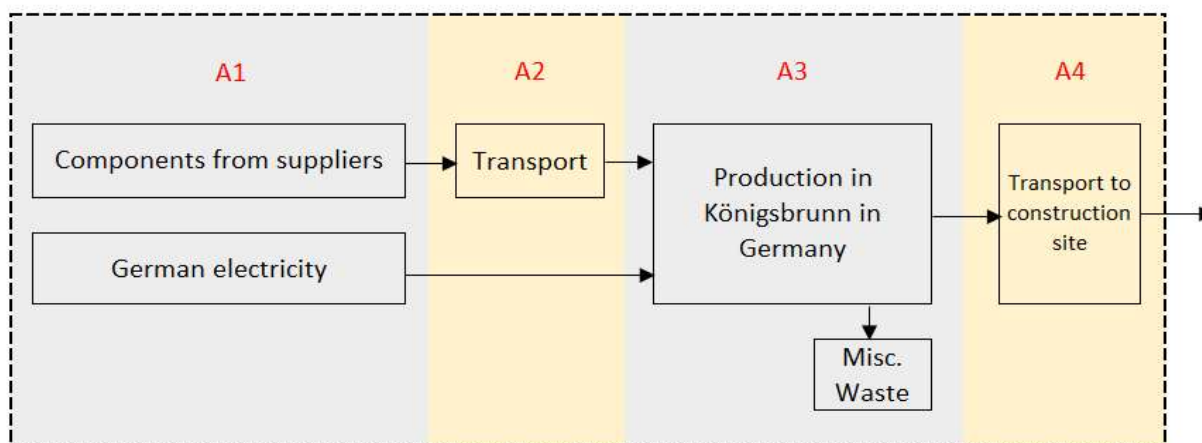 A1
A2
A3
A4
Components from suppliers
Transport
German electricity
Production in
Königsbrunn in
Germany
Misc.
Waste
Transport to
construction
site